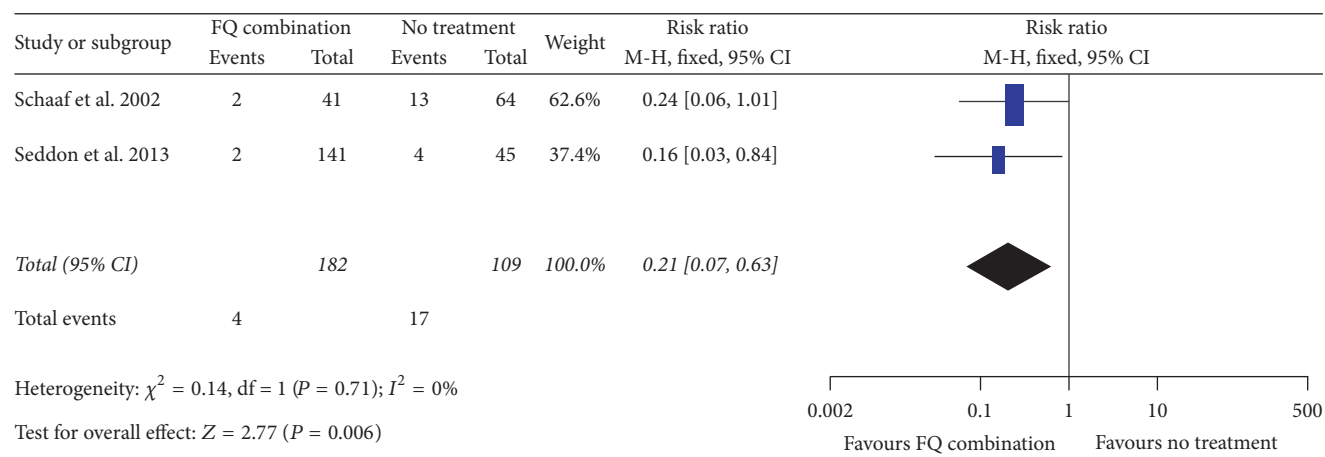 Study or subgroup FQ combination No treatment Weight Risk ratio Risk ratio
Events Total Events Total M-H, fixed, 95% CI M-H, fixed, 95% CI
Schaaf et al. 2002 2 41 13 64 62.6% 0.24 [0.06, 1.01]
Seddon et al. 2013 2 141 4 45 37.4% 0.16 [0.03, 0.84]
Total (95% CI) 182 109 100.0% 0.21 [0.07, 0.63]
Total events 4 17
Heterogeneity: χ² = 0.14, df = 1 (P = 0.71); I² = 0%
Test for overall effect: Z = 2.77 (P = 0.006)
0.002 0.1 1 10 500
Favours FQ combination Favours no treatment